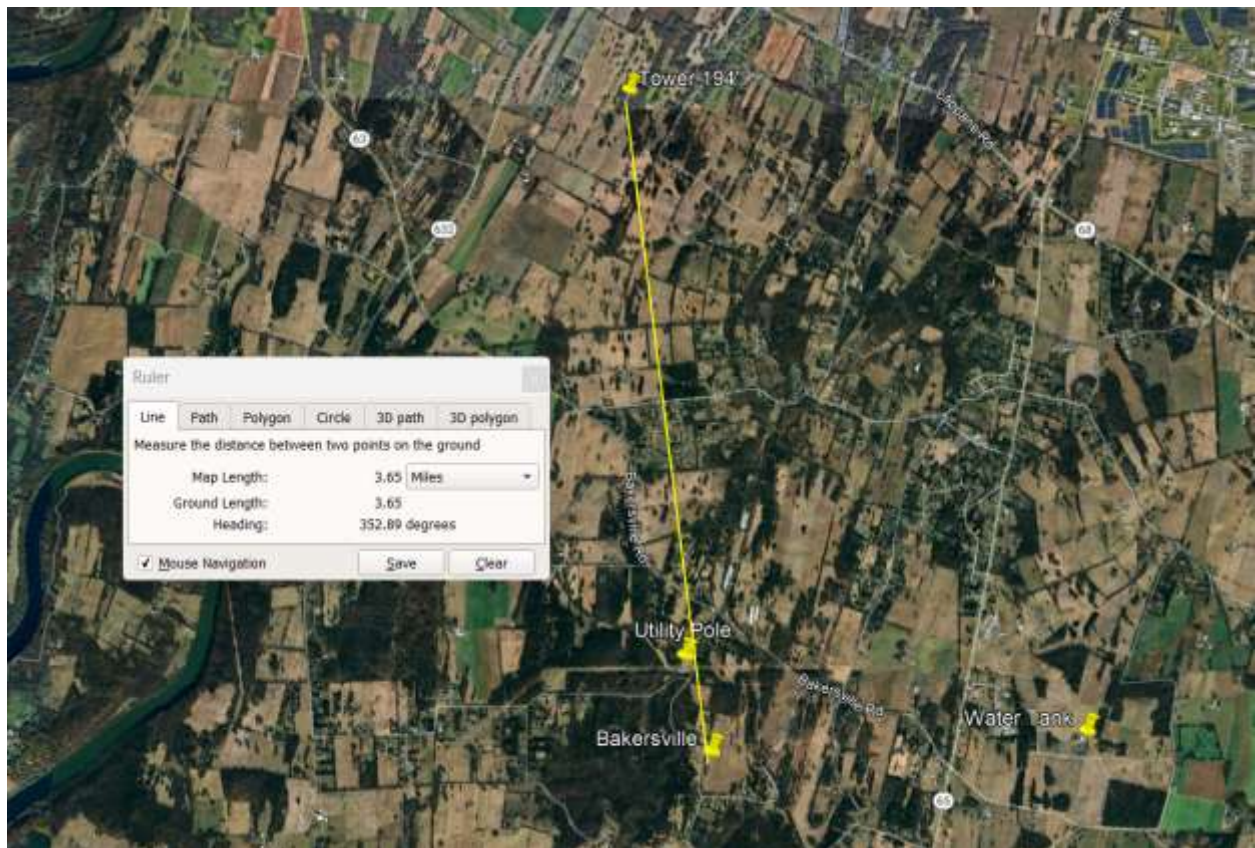 Tower 194'
63
632
68
Ruler
Line Path Polygon Circle 3D path 3D polygon
Measure the distance between two points on the ground
Map Length: 3.65 Miles
Ground Length: 3.65
Heading: 352.89 degrees
Mouse Navigation Save Clear
Bakersville Rd
Utility Pole
Bakersville Rd
Water Tank
Bakersville
65